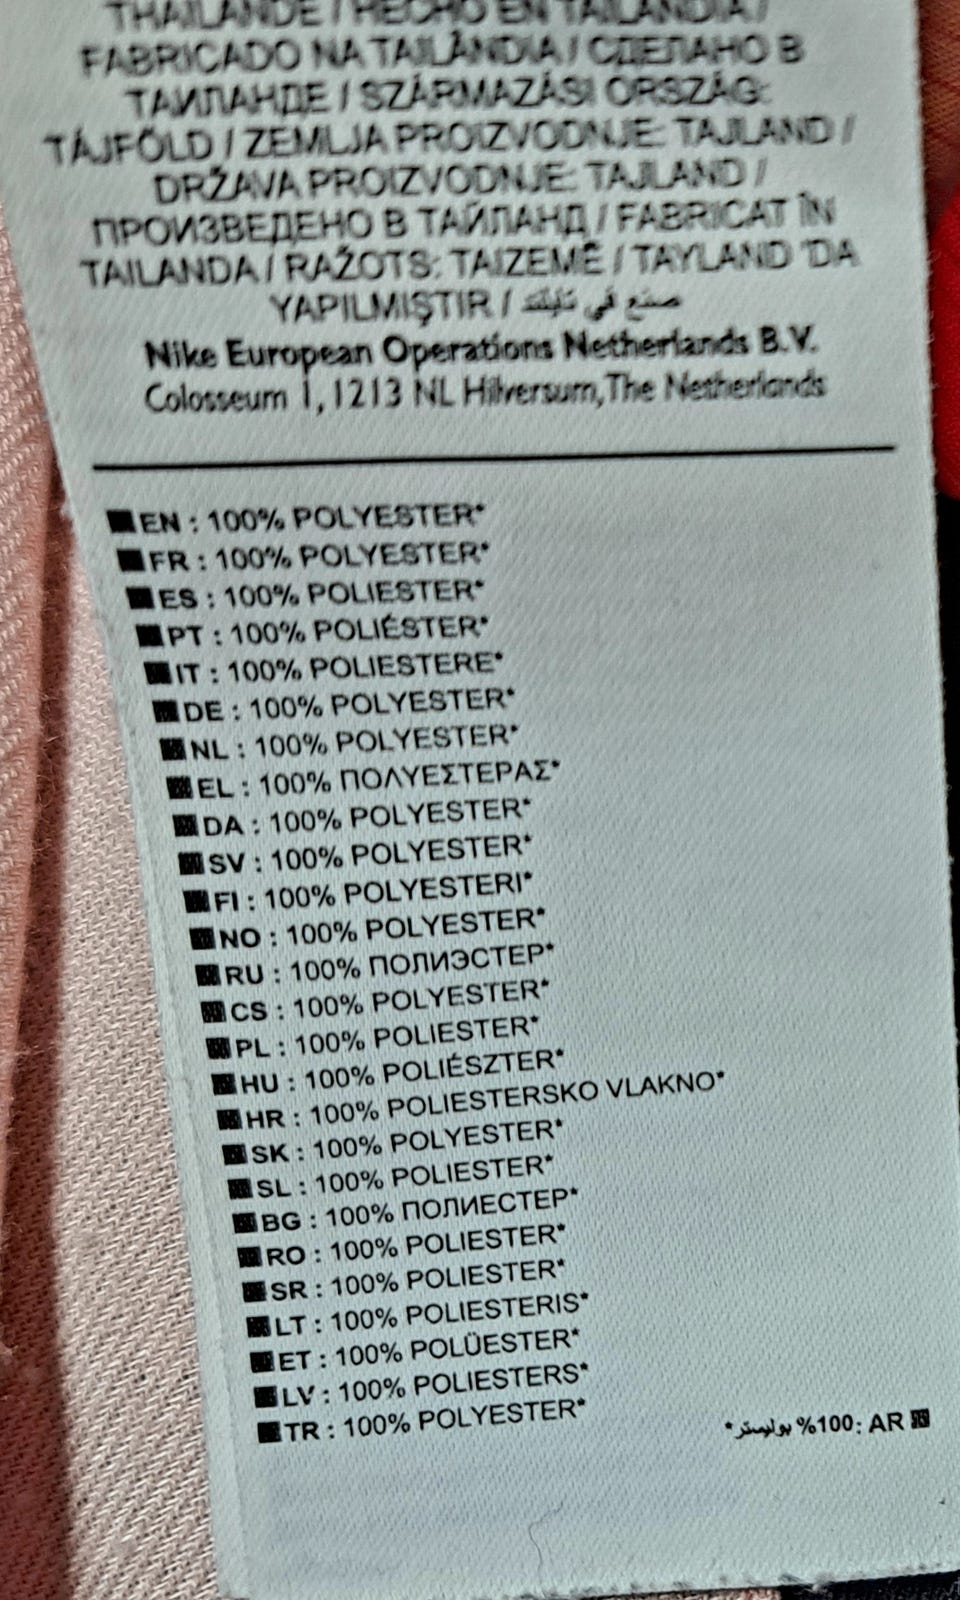 THAÏLANDE / HECHO EN TAILANDIA /
FABRICADO NA TAILÂNDIA / СДЕЛАНО В
ТАИЛАНДЕ / SZÁRMAZÁSI ORSZÁG:
TÁJFÖLD / ZEMLJA PROIZVODNJE: TAJLAND /
DRŽAVA PROIZVODNJE: TAJLAND /
ПРОИЗВЕДЕНО В ТАЙЛАНД / FABRICAT ÎN
TAILANDA / RAŽOTS: TAIZEMĒ / TAYLAND 'DA
YAPILMIŞTIR / صنع في تايلاند
Nike European Operations Netherlands B.V.
Colosseum 1, 1213 NL Hilversum, The Netherlands
EN : 100% POLYESTER*
FR : 100% POLYESTER*
ES : 100% POLIESTER*
PT : 100% POLIÉSTER*
IT : 100% POLIESTERE*
DE : 100% POLYESTER*
NL : 100% POLYESTER*
EL : 100% ΠΟΛΥΕΣΤΕΡΑΣ*
DA : 100% POLYESTER*
SV : 100% POLYESTER*
FI : 100% POLYESTERI*
NO : 100% POLYESTER*
RU : 100% ПОЛИЭСТЕР*
CS : 100% POLYESTER*
PL : 100% POLIESTER*
HU : 100% POLIÉSZTER*
HR : 100% POLIESTERSKO VLAKNO*
SK : 100% POLYESTER*
SL : 100% POLIESTER*
BG : 100% ПОЛИЕСТЕР*
RO : 100% POLIESTER*
SR : 100% POLIESTER*
LT : 100% POLIESTERIS*
ET : 100% POLÜESTER*
LV : 100% POLIESTERS*
TR : 100% POLYESTER*
AR :100% بوليستر*